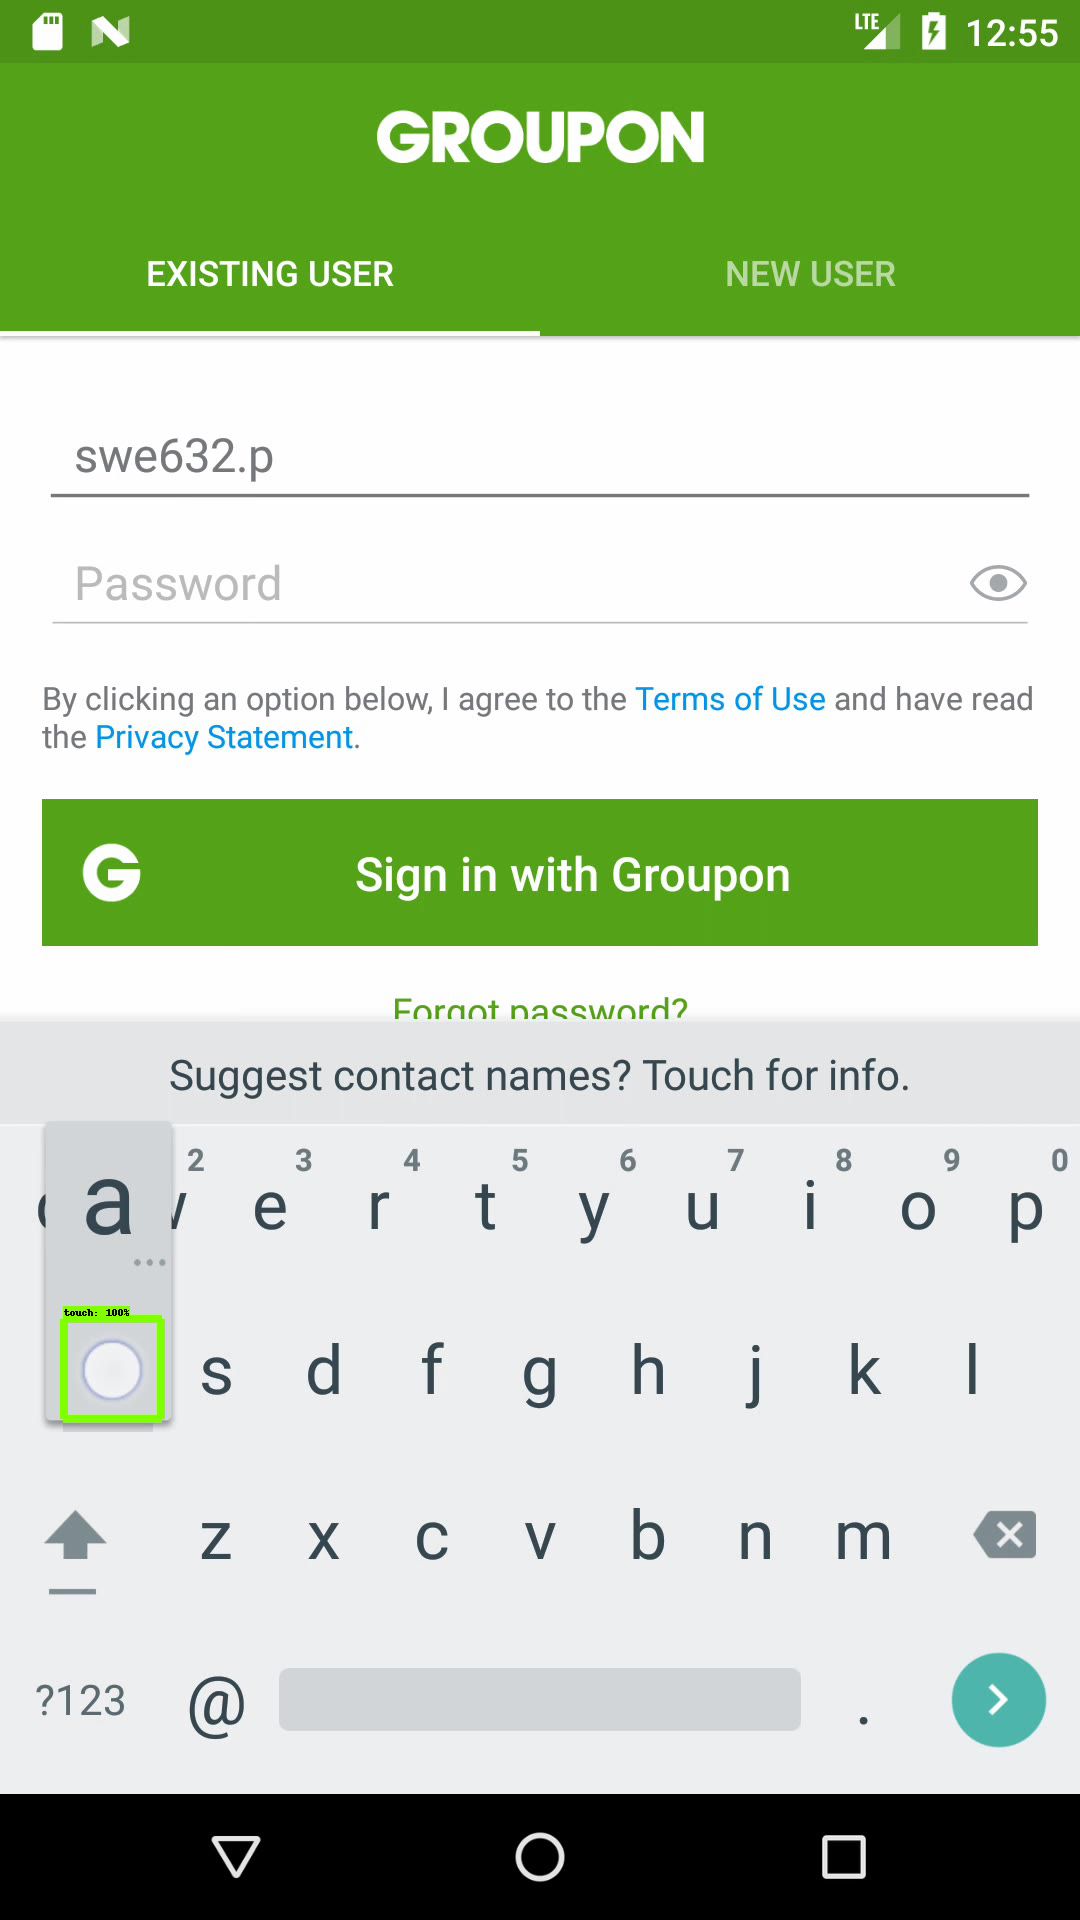 LTE 12:55
GROUPON
EXISTING USER NEW USER
swe632.p
Password
By clicking an option below, I agree to the Terms of Use and have read
the Privacy Statement.
G Sign in with Groupon
Forgot password?
Suggest contact names? Touch for info.
2 3 4 5 6 7 8 9 0
a e r t y u i o p
touch: 100%
s d f g h j k l
z x c v b n m
?123 @ .